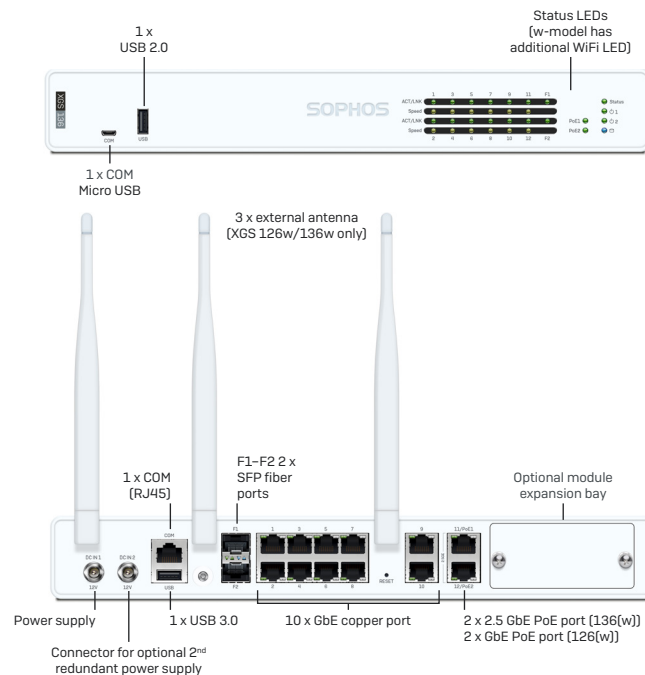 Status LEDs
(w-model has
additional WiFi LED)
1 x
USB 2.0
XGS 136
COM
USB
SOPHOS
1 3 5 7 9 11 F1
ACT/LNK
Speed
ACT/LNK
Speed
2 4 6 8 10 12 F2
PoE1
PoE2
Status
1
2
1 x COM
Micro USB
3 x external antenna
(XGS 126w/136w only)
F1–F2 2 x
SFP fiber
ports
1 x COM
(RJ45)
Optional module
expansion bay
DC IN 1
12V
DC IN 2
12V
COM
USB
F1
F2
1 3 5 7
2 4 6 8
RESET
9
10
11/PoE1
12/PoE2
Power supply
1 x USB 3.0
10 x GbE copper port
2 x 2.5 GbE PoE port (136(w))
2 x GbE PoE port (126(w))
Connector for optional 2nd
redundant power supply